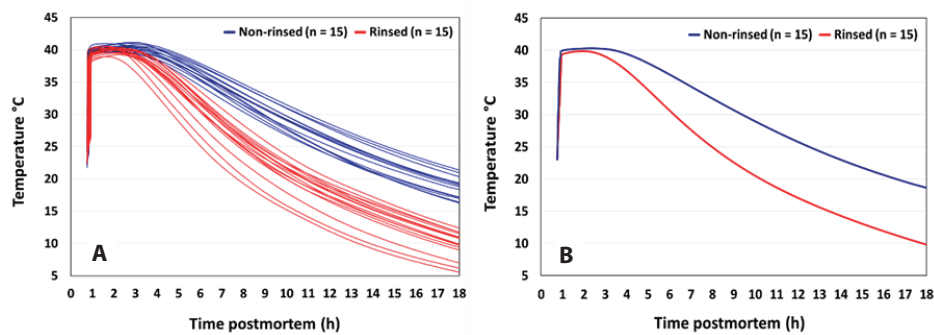 45
40
35
30
25
20
15
10
5
Temperature °C
Non-rinsed (n = 15) Rinsed (n = 15)
A
0 1 2 3 4 5 6 7 8 9 10 11 12 13 14 15 16 17 18
Time postmortem (h)
45
40
35
30
25
20
15
10
5
Temperature °C
Non-rinsed (n = 15) Rinsed (n = 15)
B
0 1 2 3 4 5 6 7 8 9 10 11 12 13 14 15 16 17 18
Time postmortem (h)